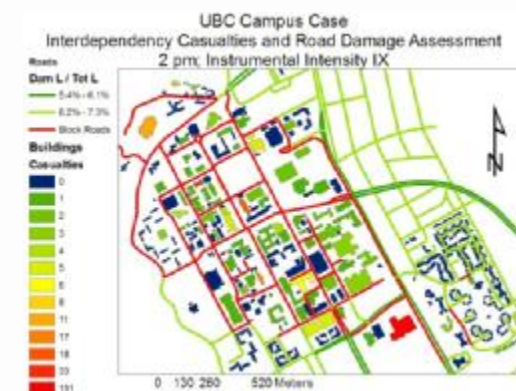 UBC Campus Case
Interdependency Casualties and Road Damage Assessment
2 pm; Instrumental Intensity IX
Roads
Dam L / Tot L
5.4% - 6.1%
6.2% - 7.3%
Block Roads
Buildings
Casualties
0
1
2
3
4
5
6
8
11
17
18
33
151
N
0 130 260 520 Meters